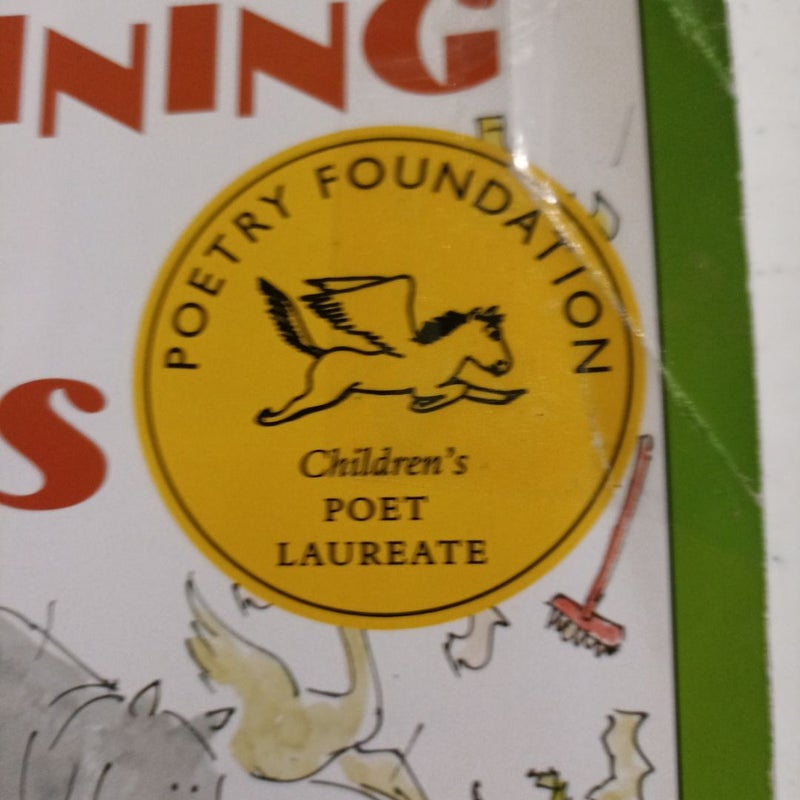 NING
POETRY FOUNDATION
S
Children's
POET
LAUREATE